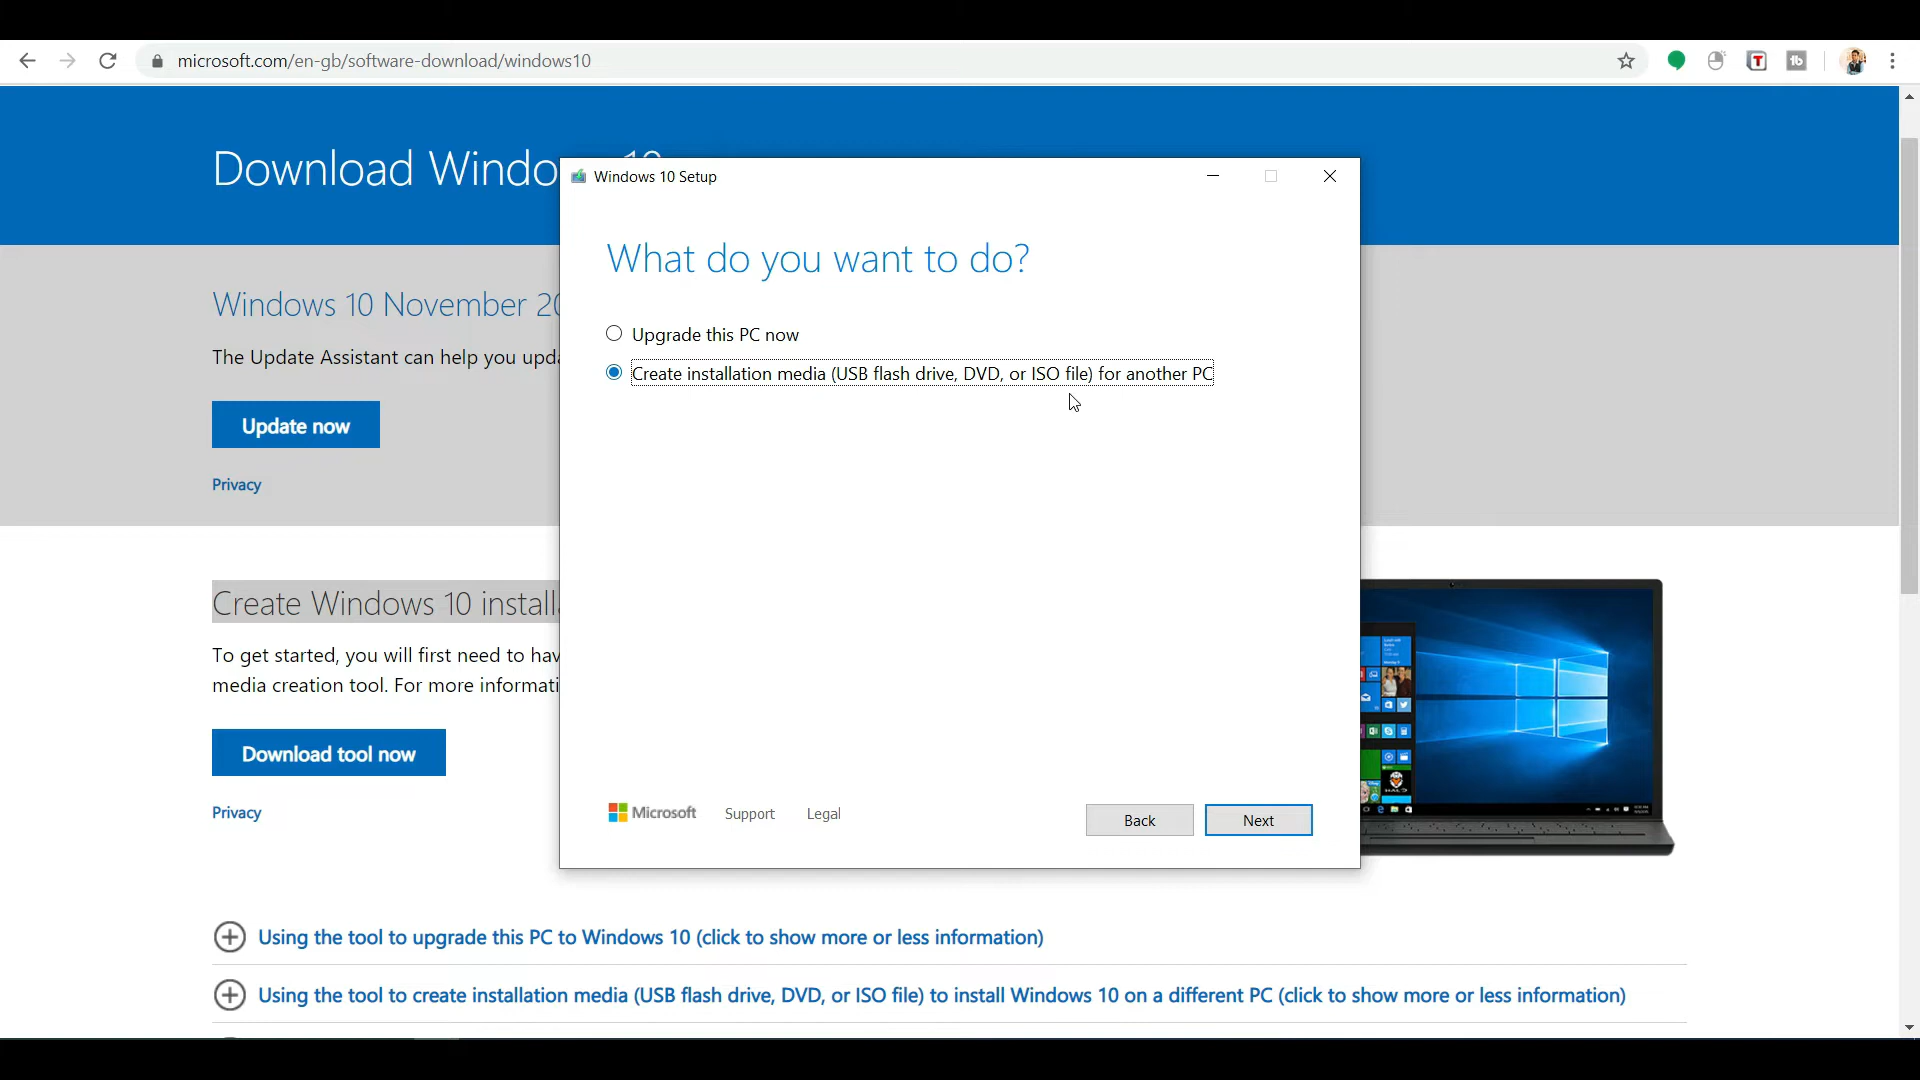 microsoft.com/en-gb/software-download/windows10
Download Windo
Windows 10 Setup
What do you want to do?
Upgrade this PC now
Create installation media (USB flash drive, DVD, or ISO file) for another PC
Microsoft
Support
Legal
Back
Next
Windows 10 November 20
The Update Assistant can help you upda
Update now
Privacy
Create Windows 10 install
To get started, you will first need to hav
media creation tool. For more informati
Download tool now
Privacy
Using the tool to upgrade this PC to Windows 10 (click to show more or less information)
Using the tool to create installation media (USB flash drive, DVD, or ISO file) to install Windows 10 on a different PC (click to show more or less information)